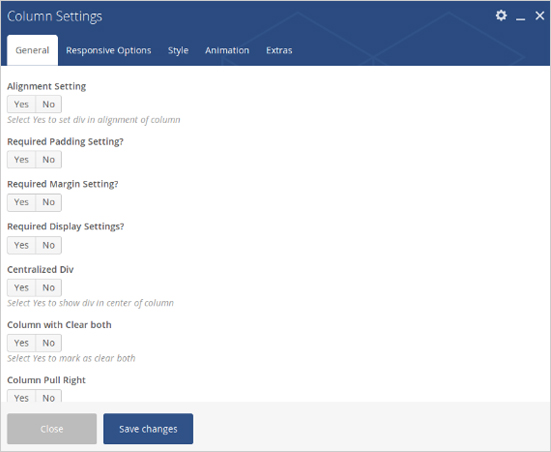 Column Settings
General Responsive Options Style Animation Extras
Alignment Setting
Yes No
Select Yes to set div in alignment of column
Required Padding Setting?
Yes No
Required Margin Setting?
Yes No
Required Display Settings?
Yes No
Centralized Div
Yes No
Select Yes to show div in center of column
Column with Clear both
Yes No
Select Yes to mark as clear both
Column Pull Right
Yes No
Close Save changes